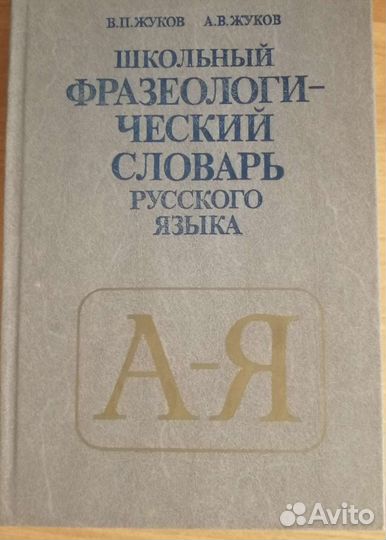 В.П.ЖУКОВ А.В.ЖУКОВ
ШКОЛЬНЫЙ
ФРАЗЕОЛОГИ-
ЧЕСКИЙ
СЛОВАРЬ
РУССКОГО
ЯЗЫКА
А-Я
Avito